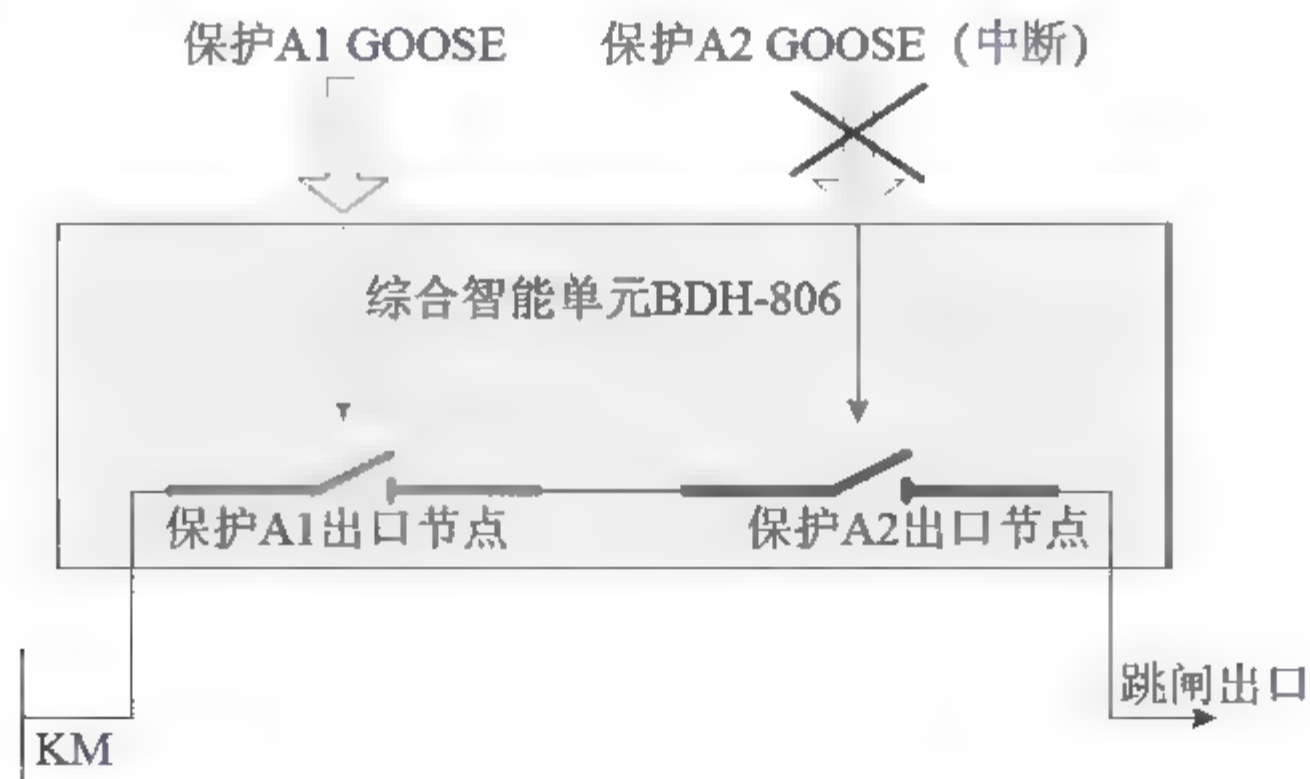 保护A1 GOOSE
保护A2 GOOSE（中断）
综合智能单元BDH-806
保护A1出口节点
保护A2出口节点
跳闸出口
KM